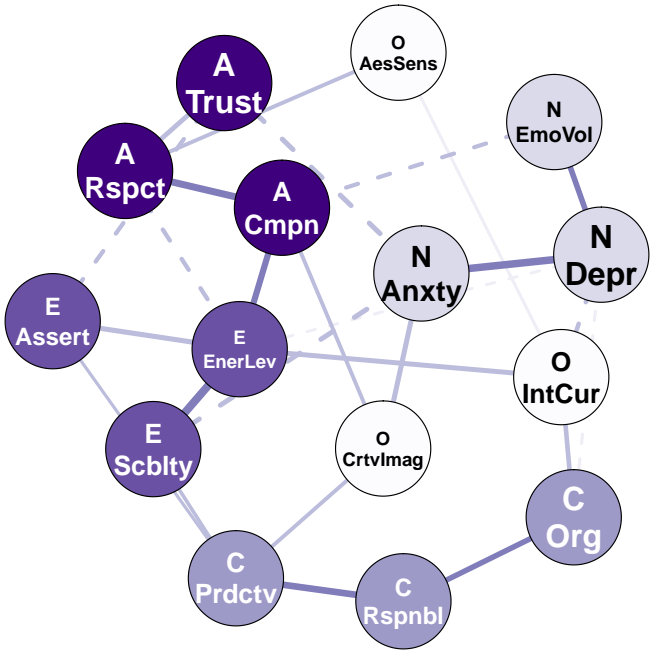 O
AesSens
A
Trust
N
EmoVol
A
Rspct
A
Cmpn
N
Depr
N
Anxty
E
Assert
E
EnerLev
O
IntCur
E
Scblty
O
CrtvImag
C
Org
C
Prdctv
C
Rspnbl